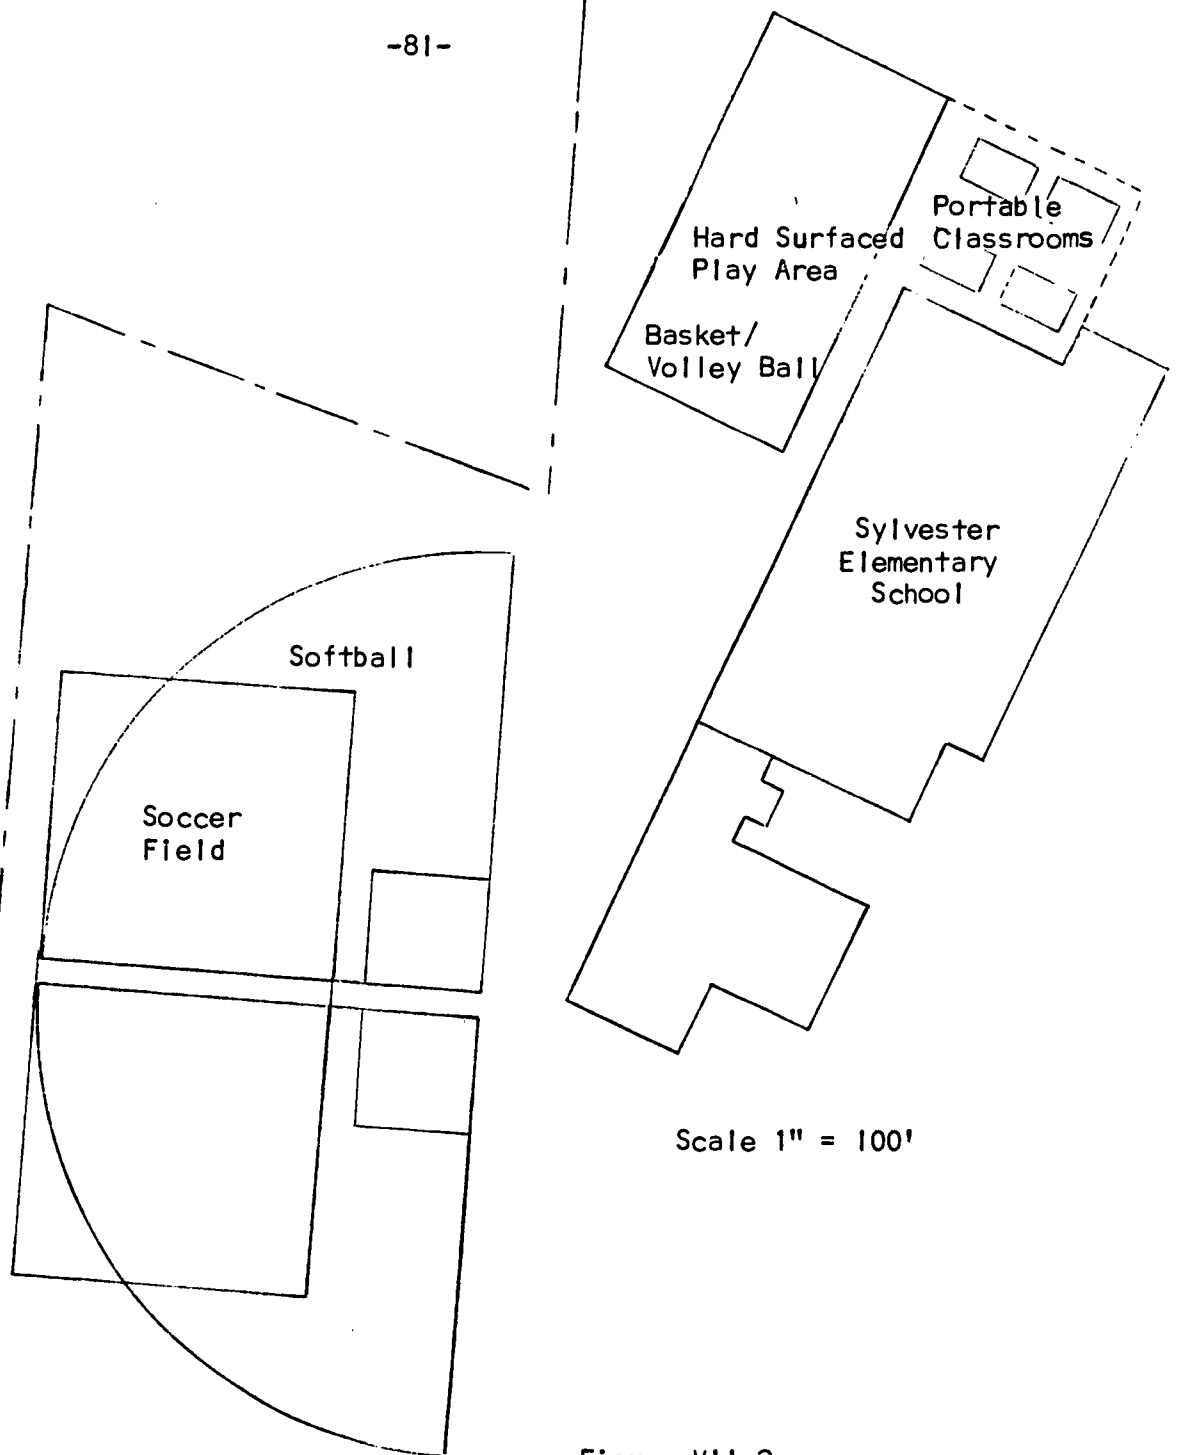 -81-
Portable
Classrooms
Hard Surfaced
Play Area
Basket/
Volley Ball
Sylvester
Elementary
School
Softball
Soccer
Field
Scale 1" = 100'